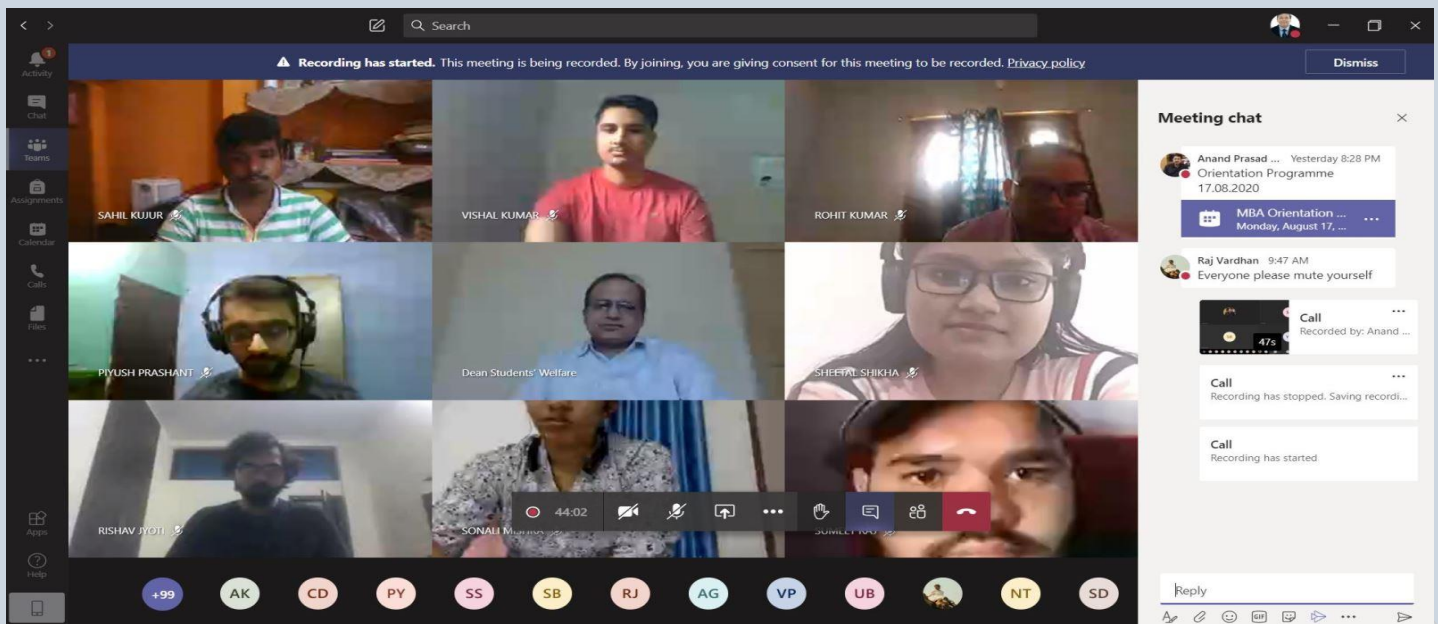 Search
1
Activity
Chat
Teams
Assignments
Calendar
Calls
Files
Apps
Help
Recording has started. This meeting is being recorded. By joining, you are giving consent for this meeting to be recorded. Privacy policy
Dismiss
SAHIL KUJUR
VISHAL KUMAR
ROHIT KUMAR
PIYUSH PRASHANT
Dean Students' Welfare
SHEETAL SHIKHA
RISHAV JYOTI
SONALI
44:02
+99
AK
CD
PY
SS
SB
RJ
AG
VP
UB
NT
SD
Meeting chat
Anand Prasad ... Yesterday 8:28 PM
Orientation Programme
17.08.2020
MBA Orientation ...
Monday, August 17, ...
Raj Vardhan 9:47 AM
Everyone please mute yourself
47s
Call
Recorded by: Anand ...
Call
Recording has stopped. Saving recordi...
Call
Recording has started
Reply
GIF